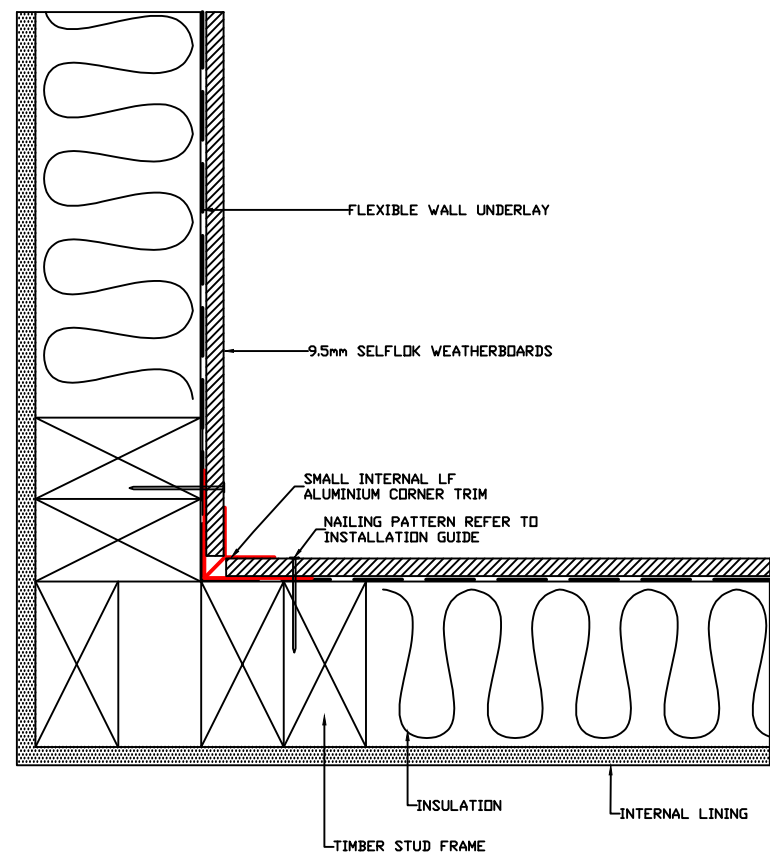 FLEXIBLE WALL UNDERLAY
9.5mm SELFLOK WEATHERBOARDS
SMALL INTERNAL LF
ALUMINIUM CORNER TRIM
NAILING PATTERN REFER TO
INSTALLATION GUIDE
INSULATION
INTERNAL LINING
TIMBER STUD FRAME